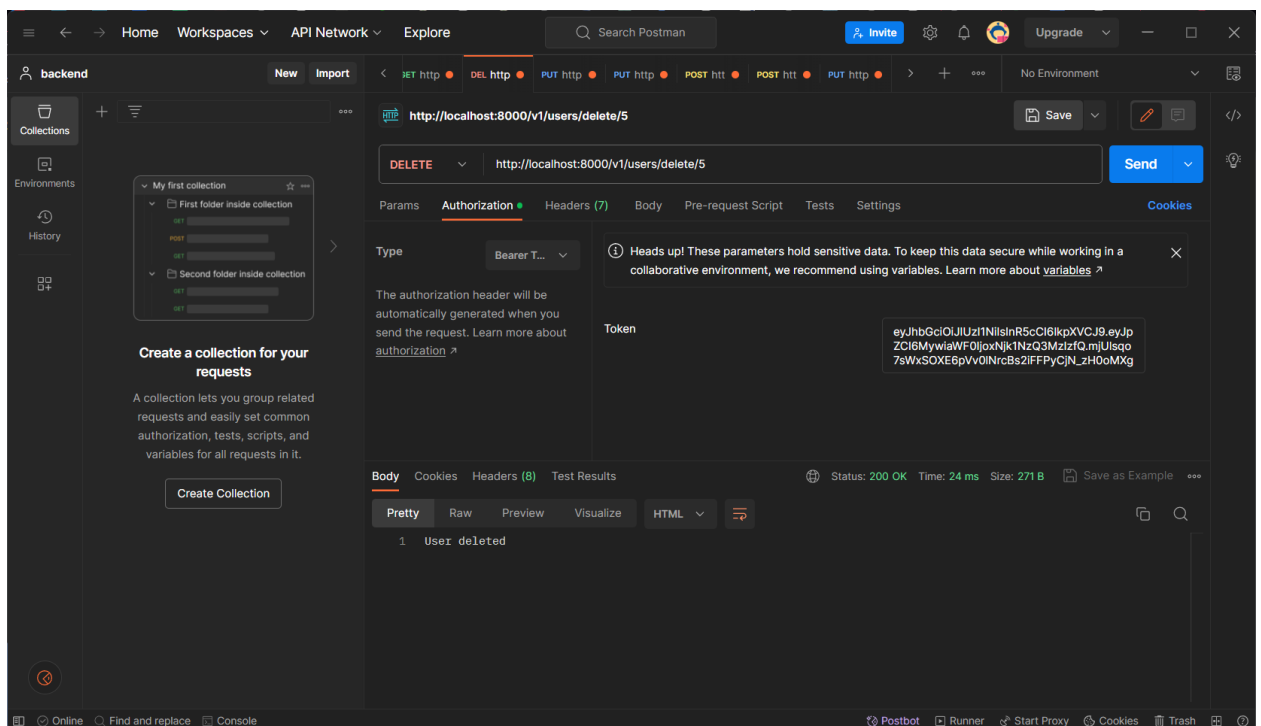 Home Workspaces API Network Explore Search Postman Invite Upgrade
backend New Import GET http DEL http PUT http PUT http POST htt POST htt PUT http No Environment
Collections
Environments
History
My first collection
First folder inside collection
GET
POST
GET
Second folder inside collection
GET
GET
Create a collection for your
requests
A collection lets you group related
requests and easily set common
authorization, tests, scripts, and
variables for all requests in it.
Create Collection
HTTP http://localhost:8000/v1/users/delete/5 Save
DELETE http://localhost:8000/v1/users/delete/5 Send
Params Authorization Headers (7) Body Pre-request Script Tests Settings Cookies
Type Bearer T...
Heads up! These parameters hold sensitive data. To keep this data secure while working in a
collaborative environment, we recommend using variables. Learn more about variables ↗
The authorization header will be
automatically generated when you
send the request. Learn more about
authorization ↗
Token
eyJhbGciOiJIUzI1NiIsInR5cCI6IkpXVCJ9.eyJp
ZCI6MywiaWF0IjoxNjk1NzQ3MzIzfQ.mjUlsqo
7sWxSOXE6pVv0lNrcBs2iFFPyCjN_zH0oMXg
Body Cookies Headers (8) Test Results Status: 200 OK Time: 24 ms Size: 271 B Save as Example
Pretty Raw Preview Visualize HTML
1 User deleted
Online Find and replace Console Postbot Runner Start Proxy Cookies Trash